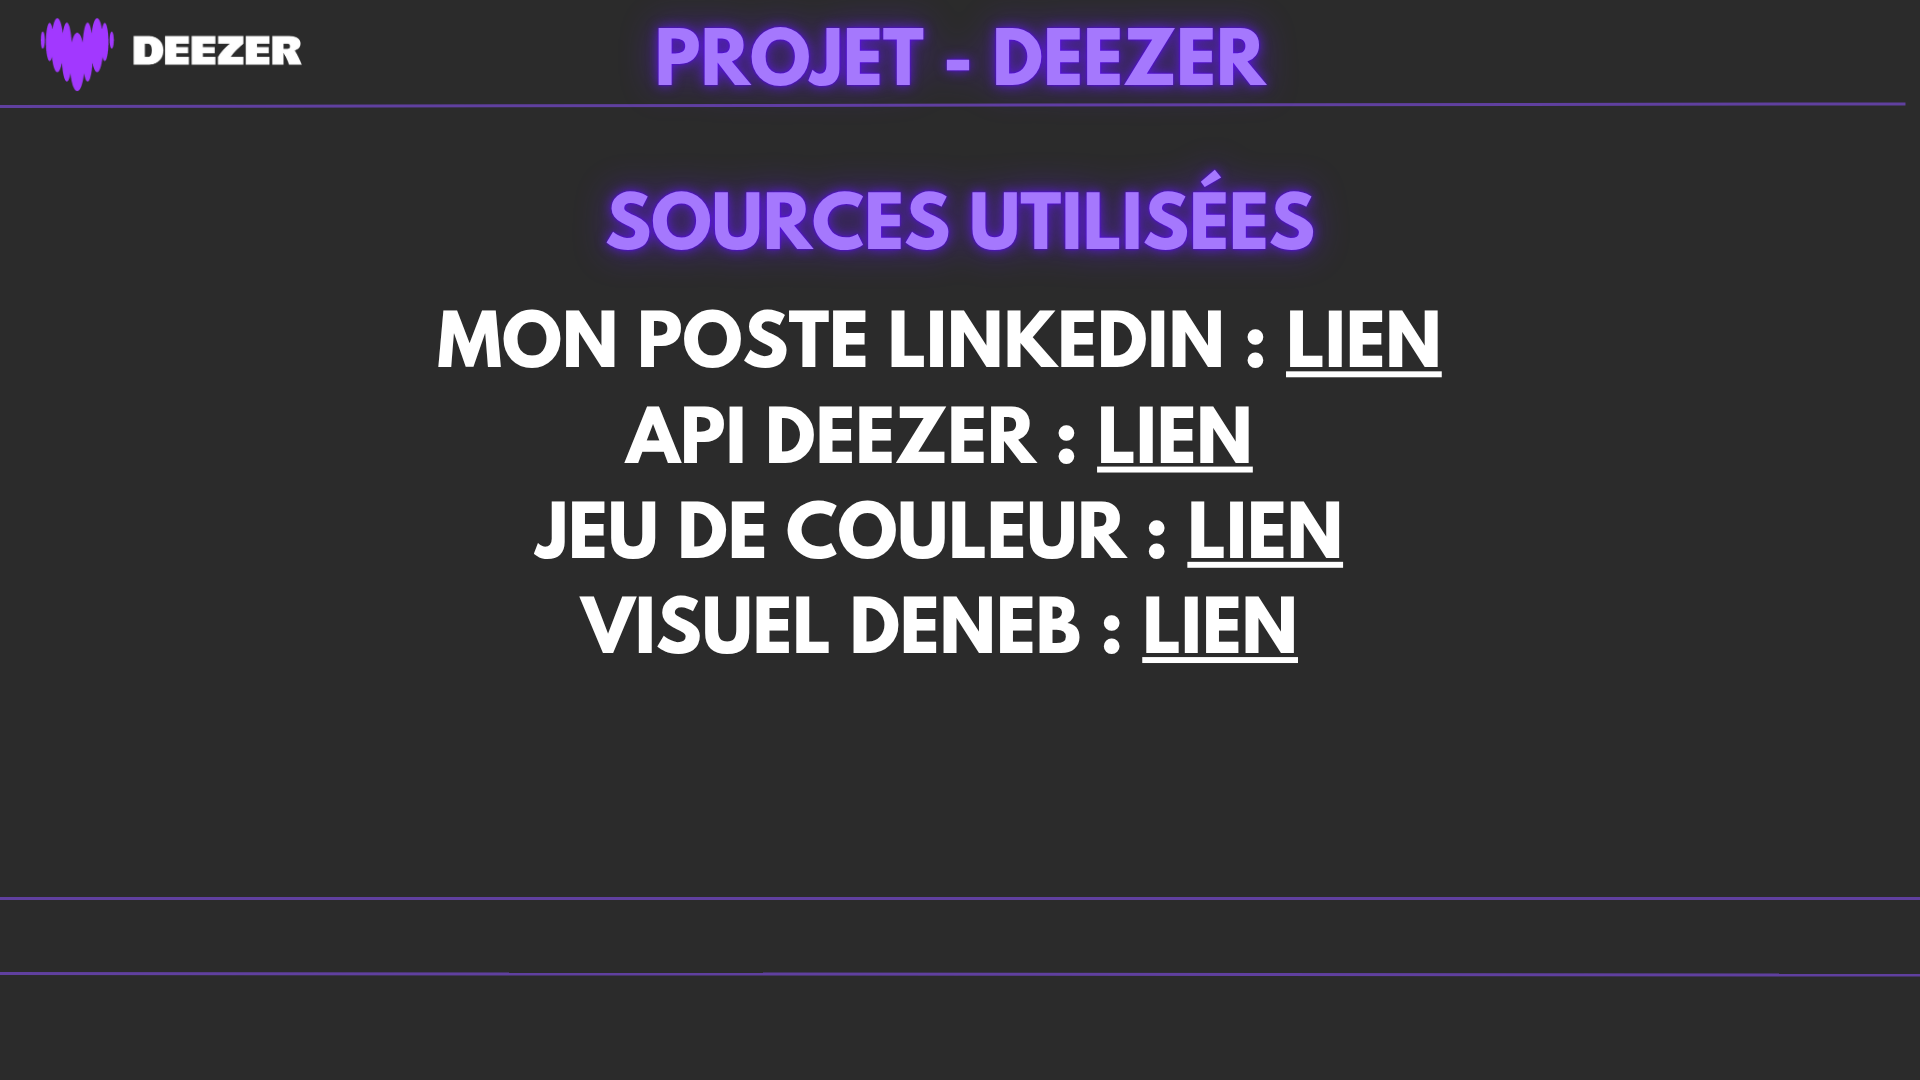 DEEZER
PROJET - DEEZER
SOURCES UTILISÉES
MON POSTE LINKEDIN : LIEN
API DEEZER : LIEN
JEU DE COULEUR : LIEN
VISUEL DENEB : LIEN